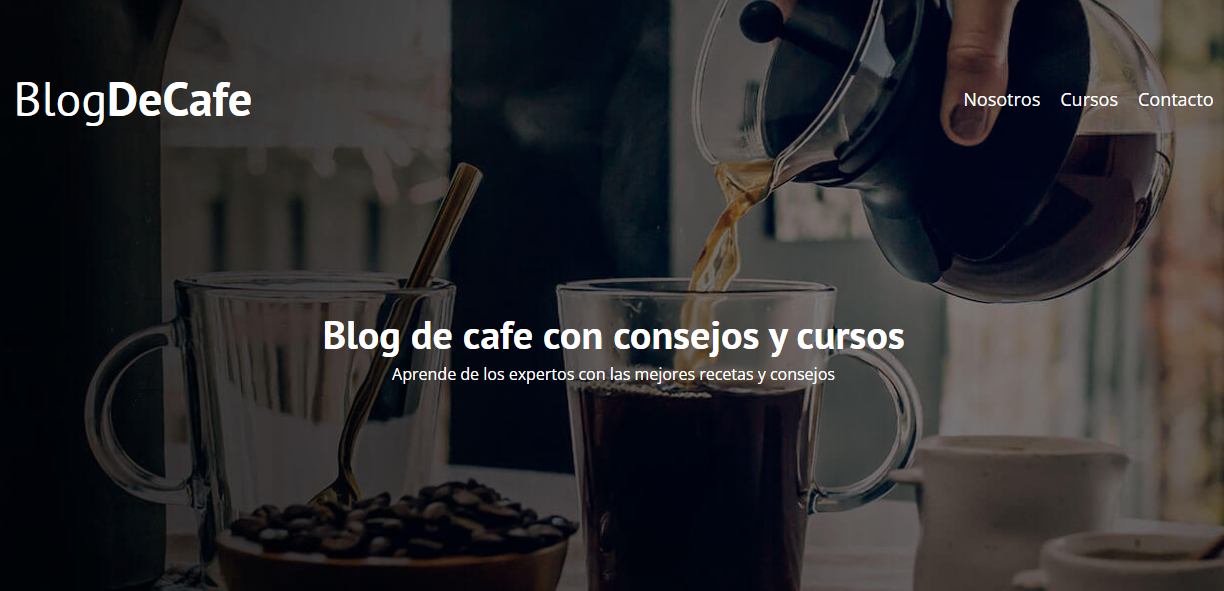 BlogDeCafe
Nosotros Cursos Contacto
Blog de cafe con consejos y cursos
Aprende de los expertos con las mejores recetas y consejos